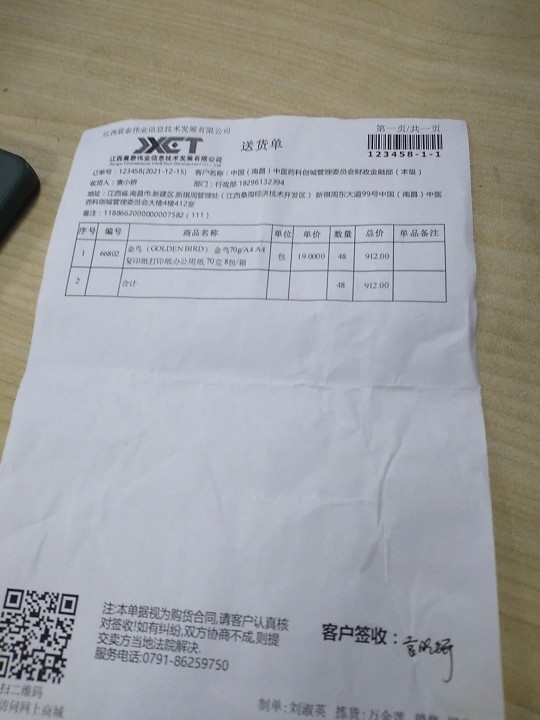 江西晨泰伟业信息技术发展有限公司
第一页/共一页
JXCT
送货单
江西晨泰伟业信息技术发展有限公司
123458-1-1
订单号：123458(2021-12-15) 客户名称：中国（南昌）中医药科创城管理委员会财政金融部（本级）
收货人：袁小妍 部门：行政部 18296132394
地址：江西省 南昌市 新建区 新祺周管理处（江西桑海经济技术开发区） 新祺周东大道99号中国（南昌）中医
药科创城管理委员会大楼4楼412室
备注：1188662000000007582（111）
序号 编号 商品名称 单位 单价 数量 总价 单品备注
1 66802 金鸟（GOLDENBIRD） 金鸟70g/A4 A4 复印纸打印纸办公用纸 70克 8包/箱 包 19.0000 48 912.00
2 合计 48 912.00
注:本单据视为购货合同,请客户认真核
对签收!如有纠纷,双方协商不成,则提
交卖方当地法院解决.
服务电话:0791-86259750
客户签收：
扫二维码
访问网上商城
制单：刘淑英 拣货：万金莲